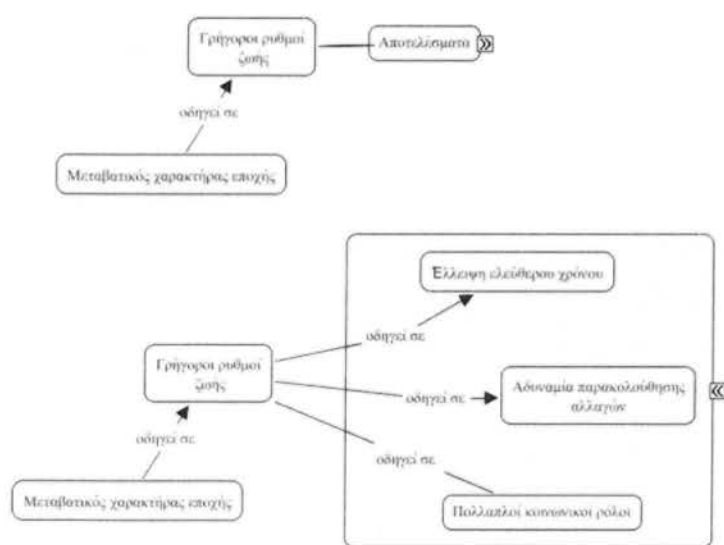 Γρήγοροι ρυθμοί
ζωής
Αποτελέσματα
οδηγεί σε
Μεταβατικός χαρακτήρας εποχής
Έλλειψη ελεύθερου χρόνου
οδηγεί σε
Γρήγοροι ρυθμοί
ζωής
Αδυναμία παρακολούθησης
αλλαγών
οδηγεί σε
οδηγεί σε
οδηγεί σε
Μεταβατικός χαρακτήρας εποχής
Πολλαπλοί κοινωνικοι ρόλοι